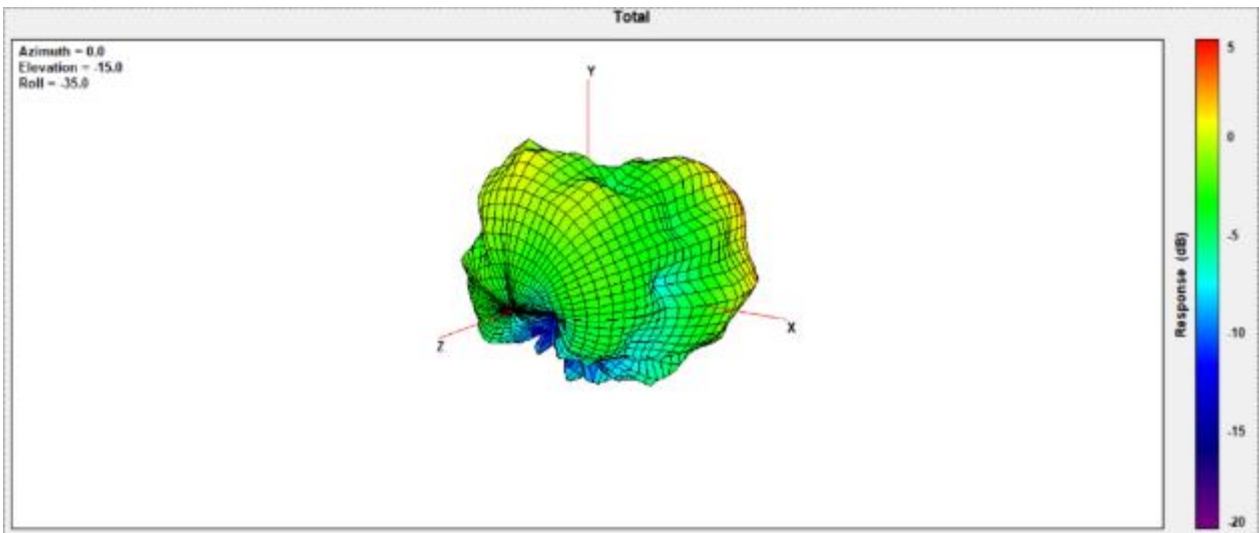 Total
Azimuth = 0.0
Elevation = -15.0
Roll = -35.0
Y
X
Z
5
0
-5
-10
-15
-20
Response (dB)